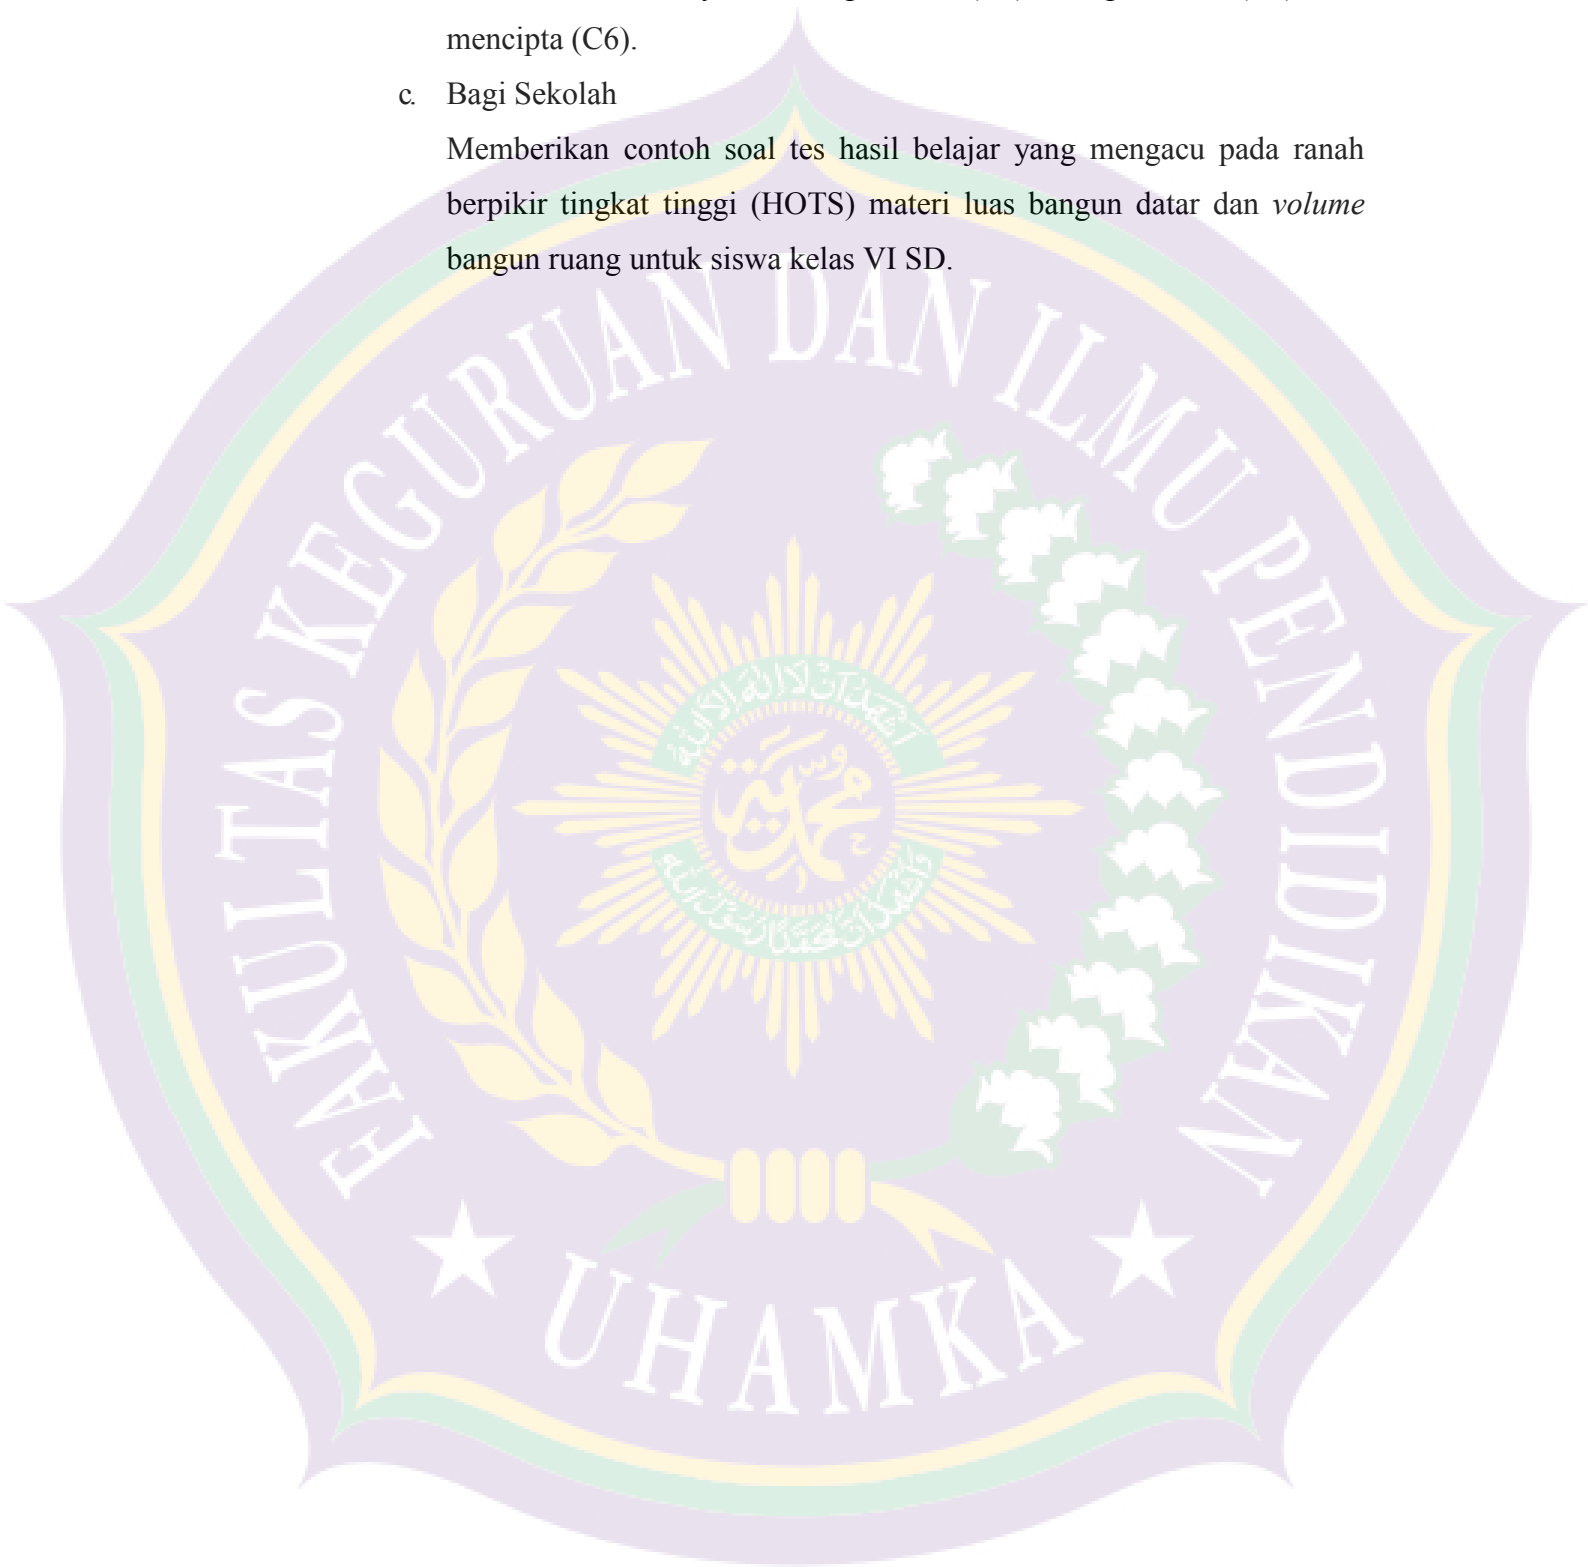 mencipta (C6).
c. Bagi Sekolah
Memberikan contoh soal tes hasil belajar yang mengacu pada ranah
berpikir tingkat tinggi (HOTS) materi luas bangun datar dan volume
bangun ruang untuk siswa kelas VI SD.
FAKULTAS KEGURUAN DAN ILMU PENDIDIKAN
محمدية
UHAMKA